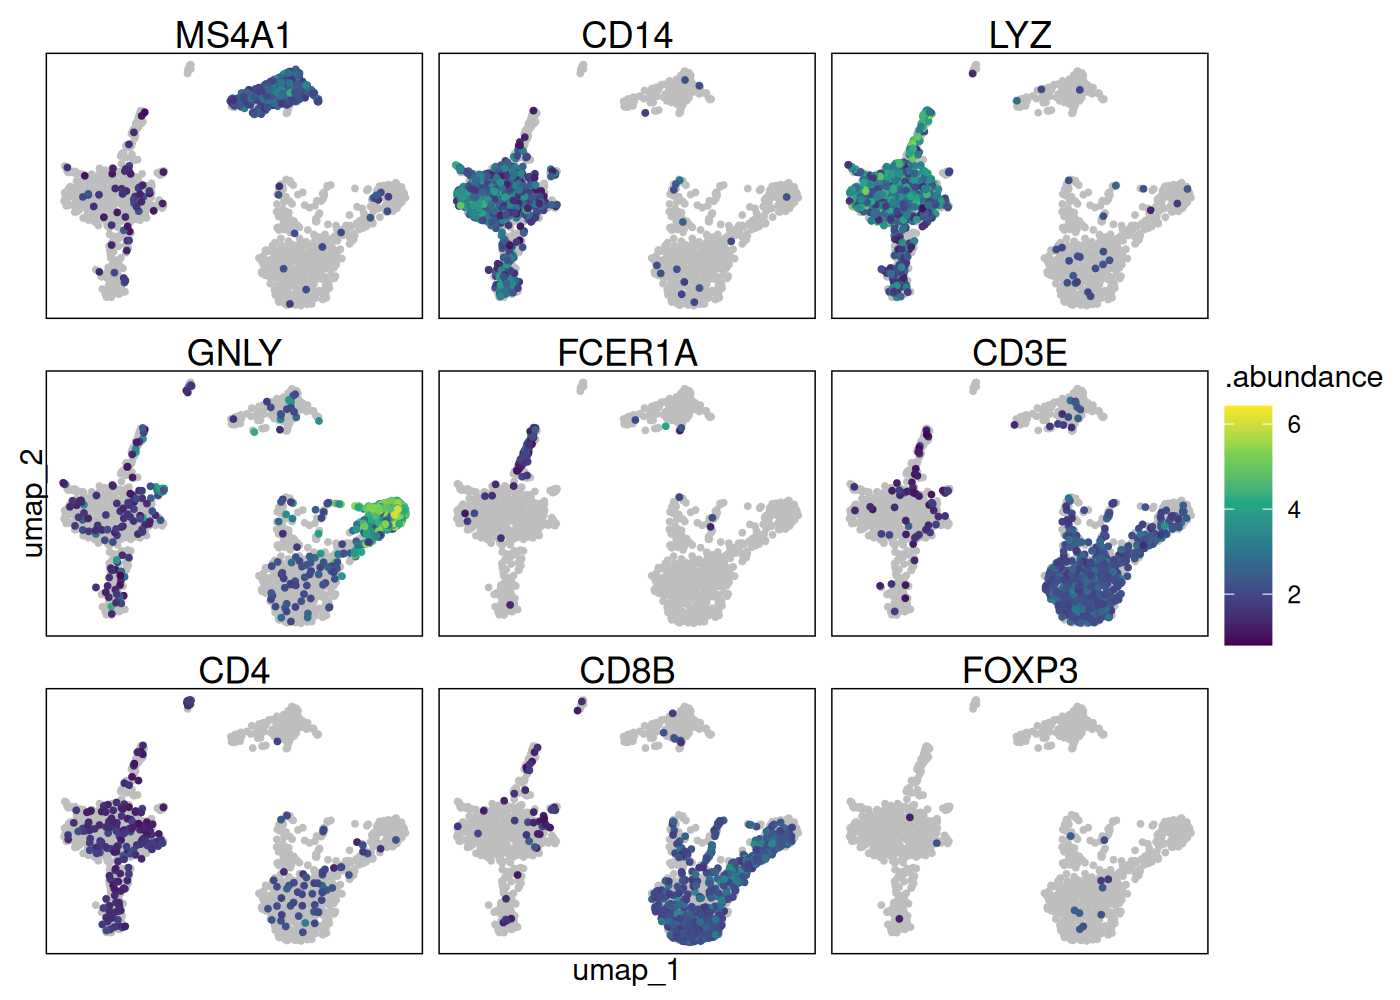 MS4A1 CD14 LYZ
GNLY FCER1A CD3E
CD4 CD8B FOXP3
umap_2
umap_1
.abundance
6
4
2